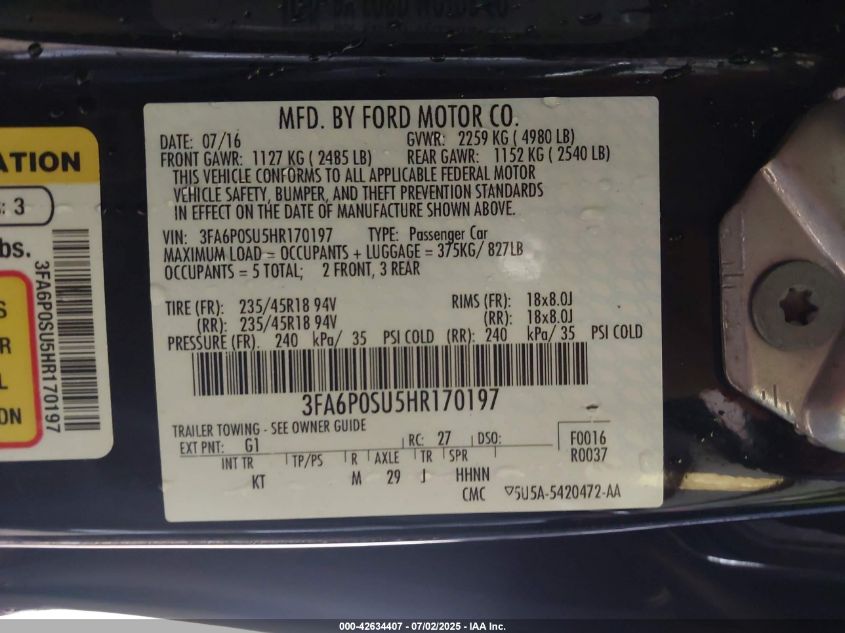 MFD. BY FORD MOTOR CO.
DATE: 07/16 GVWR: 2259 KG ( 4980 LB)
FRONT GAWR: 1127 KG ( 2485 LB) REAR GAWR: 1152 KG ( 2540 LB)
THIS VEHICLE CONFORMS TO ALL APPLICABLE FEDERAL MOTOR
VEHICLE SAFETY, BUMPER, AND THEFT PREVENTION STANDARDS
IN EFFECT ON THE DATE OF MANUFACTURE SHOWN ABOVE.
VIN: 3FA6P0SU5HR170197 TYPE: Passenger Car
MAXIMUM LOAD = OCCUPANTS + LUGGAGE = 375KG/ 827LB
OCCUPANTS = 5 TOTAL; 2 FRONT, 3 REAR
TIRE (FR): 235/45R18 94V RIMS (FR): 18x8.0J
(RR): 235/45R18 94V (RR): 18x8.0J
PRESSURE (FR): 240 kPa/ 35 PSI COLD (RR): 240 kPa/ 35 PSI COLD
3FA6P0SU5HR170197
TRAILER TOWING - SEE OWNER GUIDE
EXT PNT: G1 RC: 27 DSO: F0016
R0037
INT TR TP/PS R AXLE TR SPR
KT M 29 J HHNN
CMC 5U5A-5420472-AA
ATION
: 3
bs.
S
R
L
ON
3FA6P0SU5HR170197
000-42634407 - 07/02/2025 - IAA Inc.